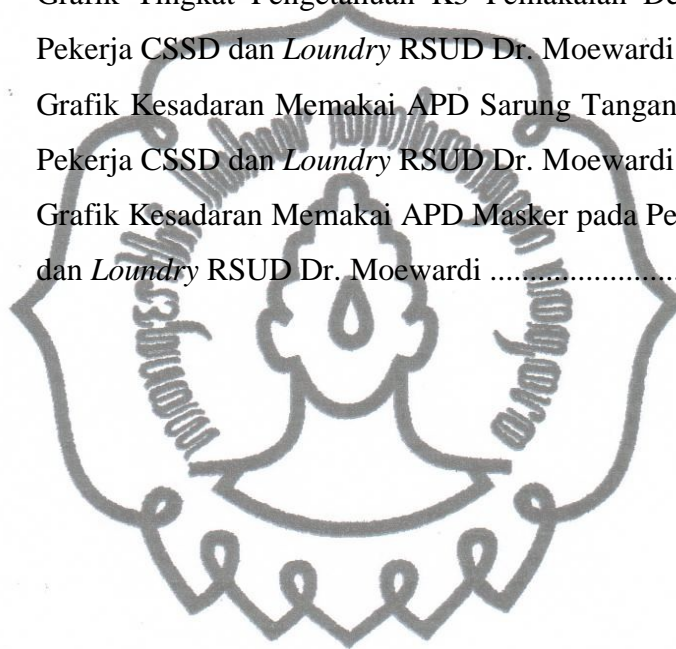 Grafik Tingkat Pengetahuan K3 Pemakaian De
Pekerja CSSD dan Loundry RSUD Dr. Moewardi
Grafik Kesadaran Memakai APD Sarung Tangan
Pekerja CSSD dan Loundry RSUD Dr. Moewardi
Grafik Kesadaran Memakai APD Masker pada Pe
dan Loundry RSUD Dr. Moewardi ........................